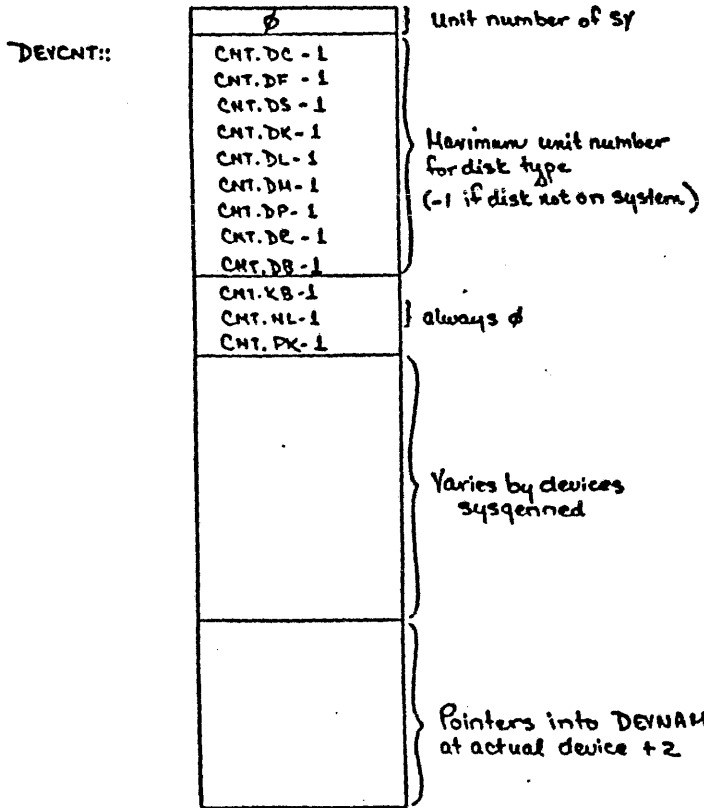 ø
Unit number of SY
DEVCNT::
CNT.DC - 1
CNT.DF - 1
CNT.DS - 1
CNT.DK - 1
CNT.DL - 1
CNT.DM - 1
CNT.DP - 1
CNT.DR - 1
CNT.DB - 1
Maximum unit number
for disk type
(-1 if disk not on system)
CNT.KB - 1
CNT.NL - 1
CNT.PK - 1
always ø
Varies by devices
sysgenned
Pointers into DEVNAM
at actual device + 2